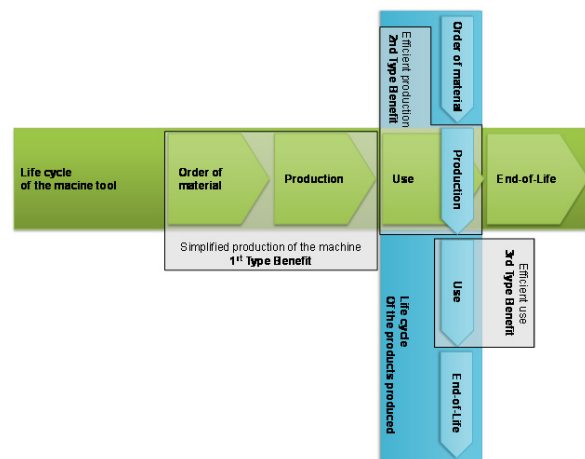 Life cycle
of the macine tool
Order of
material
Production
Use
End-of-Life
Simplified production of the machine
1st Type Benefit
Efficient production
2nd Type Benefit
Order of material
Production
Use
End-of-Life
Efficient use
3rd Type Benefit
Life cycle
Of the products produced